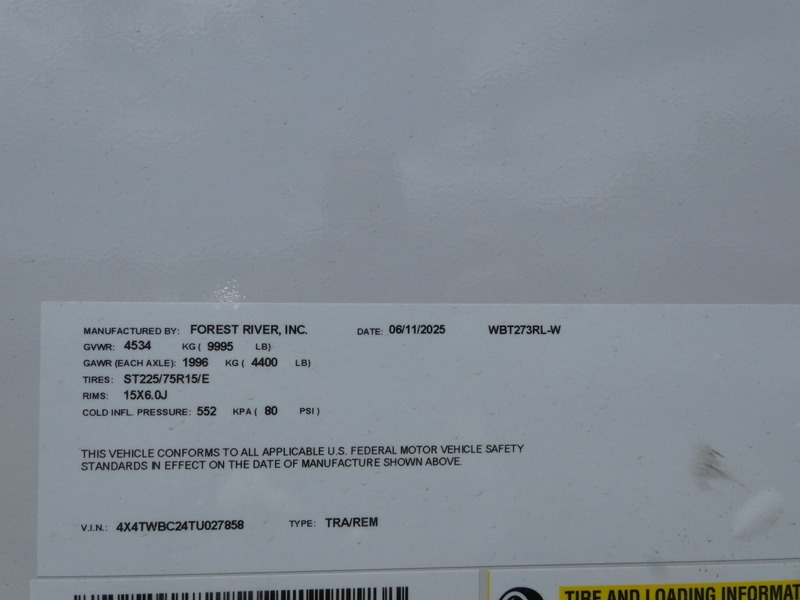 MANUFACTURED BY: FOREST RIVER, INC. DATE: 06/11/2025 WBT273RL-W
GVWR: 4534 KG ( 9995 LB)
GAWR (EACH AXLE): 1996 KG ( 4400 LB)
TIRES: ST225/75R15/E
RIMS: 15X6.0J
COLD INFL. PRESSURE: 552 KPA ( 80 PSI )
THIS VEHICLE CONFORMS TO ALL APPLICABLE U.S. FEDERAL MOTOR VEHICLE SAFETY
STANDARDS IN EFFECT ON THE DATE OF MANUFACTURE SHOWN ABOVE.
V.I.N.: 4X4TWBC24TU027858 TYPE: TRA/REM
TIRE AND LOADING INFORMAT